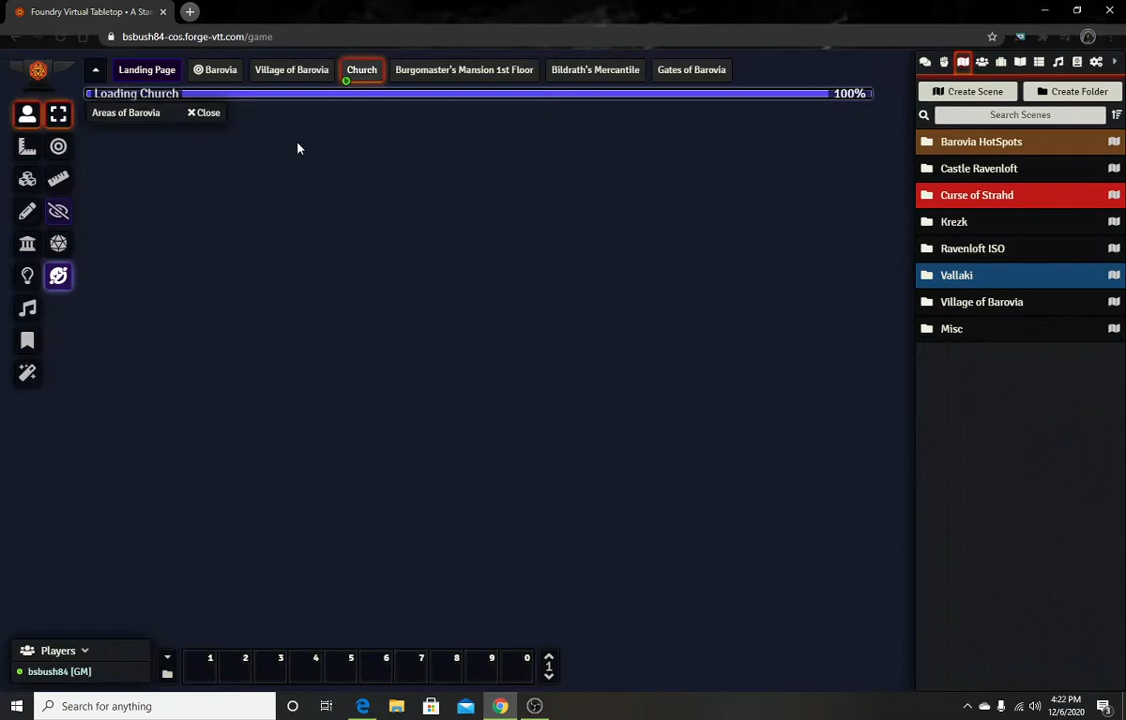 Foundry Virtual Tabletop • A Sta
bsbush84-cos.forge-vtt.com/game
Landing Page
Barovia
Village of Barovia
Church
Burgomaster's Mansion 1st Floor
Bildrath's Mercantile
Gates of Barovia
b
Loading Church
100%
Areas of Barovia
Close
Create Scene
Create Folder
Search Scenes
Barovia HotSpots
Castle Ravenloft
Curse of Strahd
Krezk
Ravenloft ISO
Vallaki
Village of Barovia
Misc
Players
bsbush84 [GM]
1 2 3 4 5 6 7 8 9 0
1
Search for anything
4:22 PM
12/6/2020
3